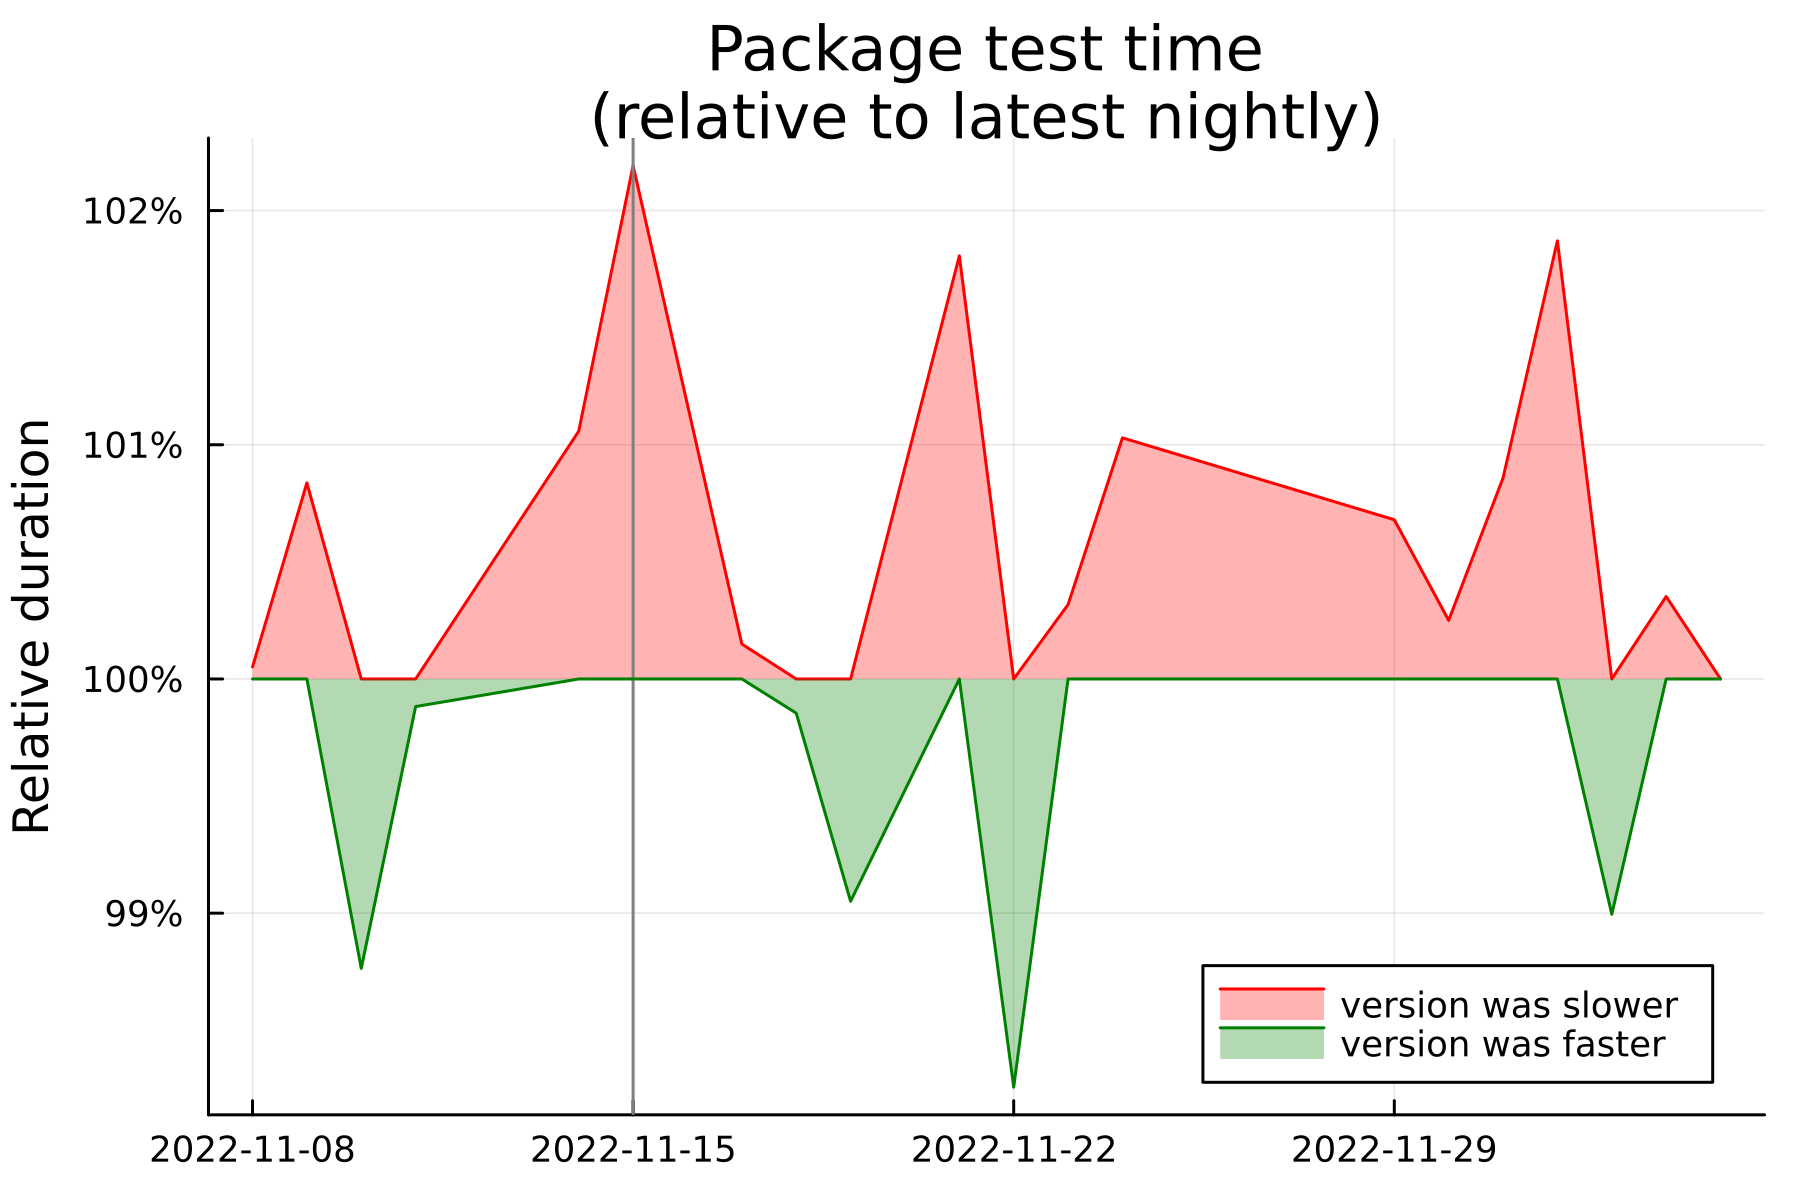 Package test time
(relative to latest nightly)
Relative duration
102%
101%
100%
99%
version was slower
version was faster
2022-11-08
2022-11-15
2022-11-22
2022-11-29